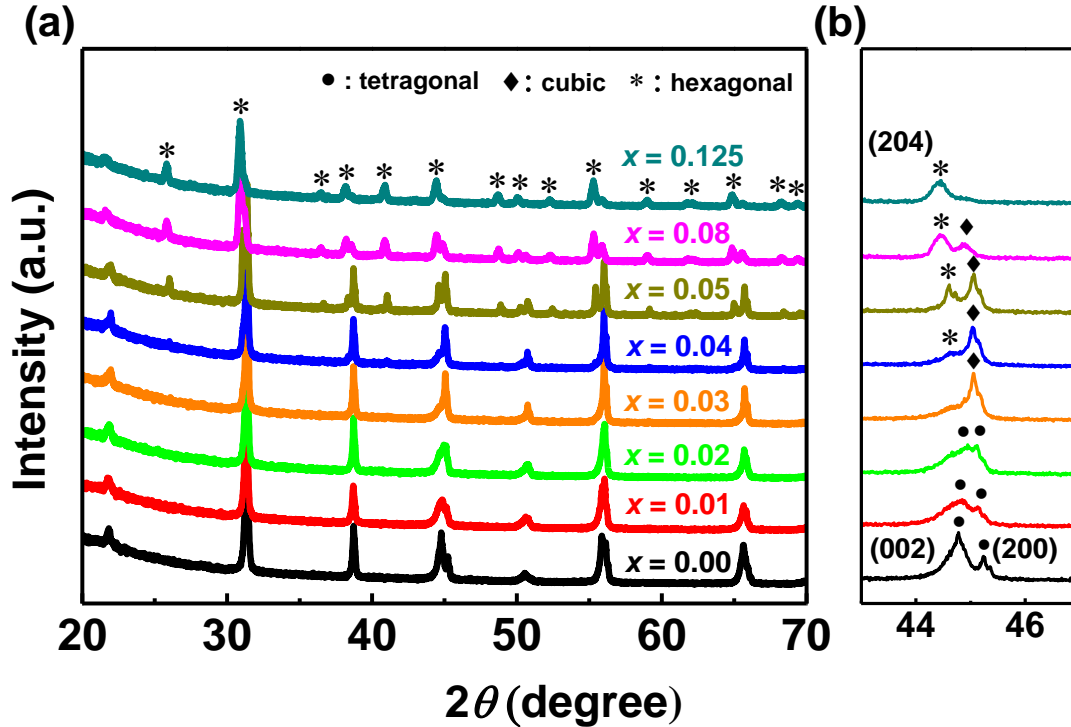 (a)
(b)
● : tetragonal ♦ : cubic * : hexagonal
x = 0.125
x = 0.08
x = 0.05
x = 0.04
x = 0.03
x = 0.02
x = 0.01
x = 0.00
(204)
(002)
(200)
Intensity (a.u.)
20 30 40 50 60 70
44 46
2θ (degree)